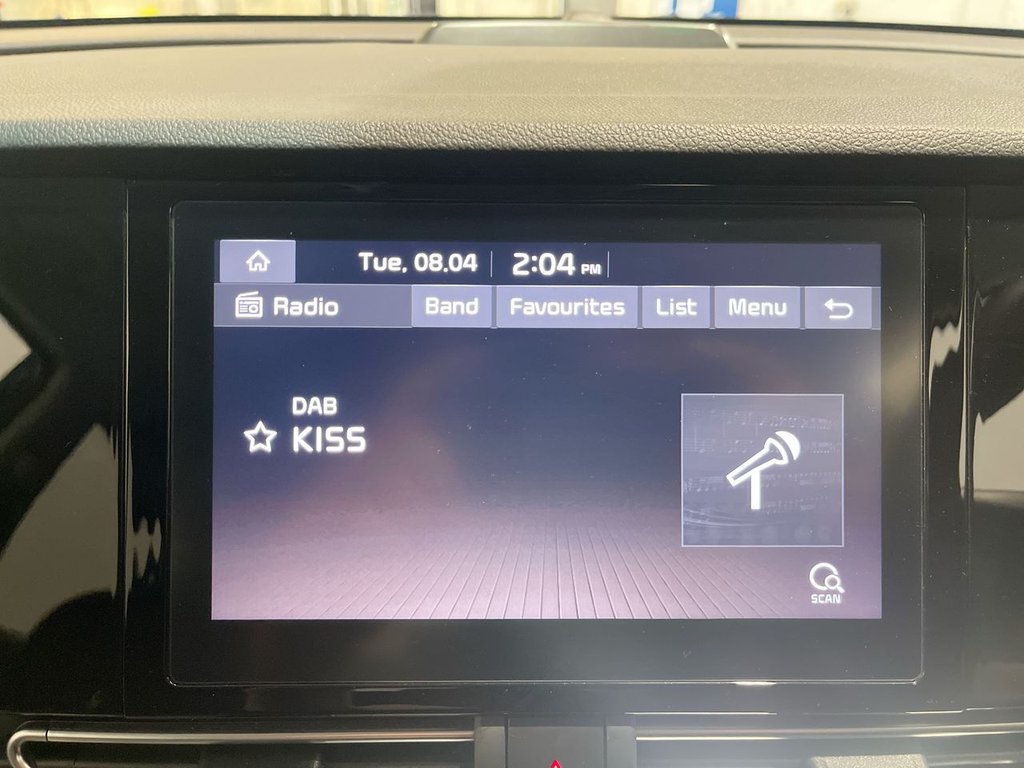 Tue, 08.04 2:04 PM
Radio Band Favourites List Menu
DAB
KISS
SCAN